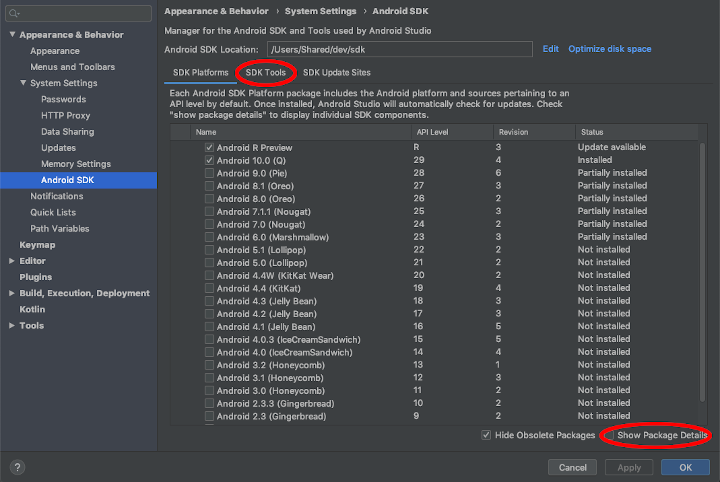 Appearance & Behavior › System Settings › Android SDK
Manager for the Android SDK and Tools used by Android Studio
Android SDK Location: /Users/Shared/dev/sdk Edit Optimize disk space
SDK Platforms SDK Tools SDK Update Sites
Each Android SDK Platform package includes the Android platform and sources pertaining to an
API level by default. Once installed, Android Studio will automatically check for updates. Check
"show package details" to display individual SDK components.
Appearance & Behavior
Appearance
Menus and Toolbars
System Settings
Passwords
HTTP Proxy
Data Sharing
Updates
Memory Settings
Android SDK
Notifications
Quick Lists
Path Variables
Keymap
Editor
Plugins
Build, Execution, Deployment
Kotlin
Tools
Name API Level Revision Status
Android R Preview R 3 Update available
Android 10.0 (Q) 29 4 Installed
Android 9.0 (Pie) 28 6 Partially installed
Android 8.1 (Oreo) 27 3 Partially installed
Android 8.0 (Oreo) 26 2 Partially installed
Android 7.1.1 (Nougat) 25 3 Partially installed
Android 7.0 (Nougat) 24 2 Partially installed
Android 6.0 (Marshmallow) 23 3 Partially installed
Android 5.1 (Lollipop) 22 2 Not installed
Android 5.0 (Lollipop) 21 2 Not installed
Android 4.4W (KitKat Wear) 20 2 Not installed
Android 4.4 (KitKat) 19 4 Not installed
Android 4.3 (Jelly Bean) 18 3 Not installed
Android 4.2 (Jelly Bean) 17 3 Not installed
Android 4.1 (Jelly Bean) 16 5 Not installed
Android 4.0.3 (IceCreamSandwich) 15 5 Not installed
Android 4.0 (IceCreamSandwich) 14 4 Not installed
Android 3.2 (Honeycomb) 13 1 Not installed
Android 3.1 (Honeycomb) 12 3 Not installed
Android 3.0 (Honeycomb) 11 2 Not installed
Android 2.3.3 (Gingerbread) 10 2 Not installed
Android 2.3 (Gingerbread) 9 2 Not installed
Hide Obsolete Packages Show Package Details
? Cancel Apply OK